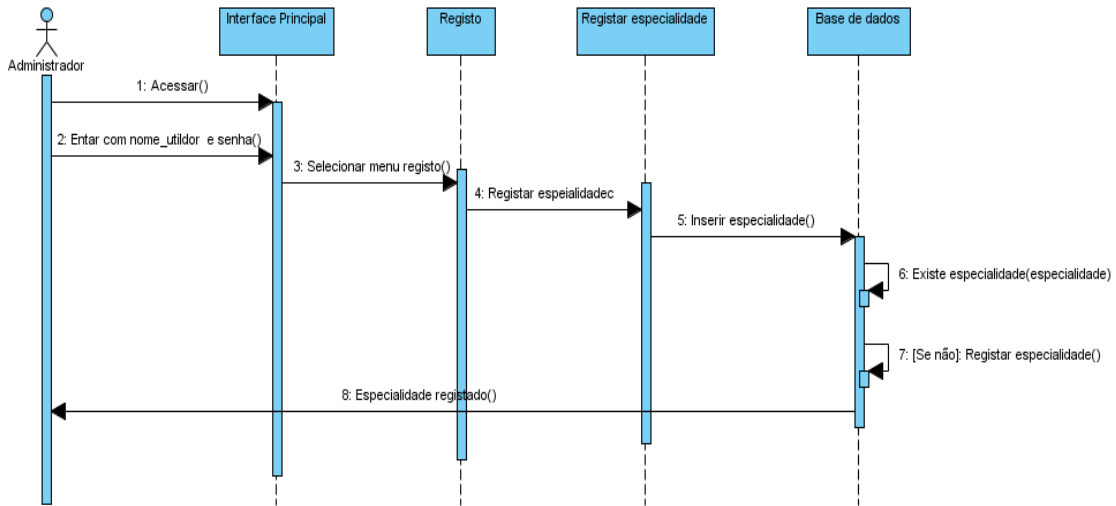 Interface Principal
Registo
Registar especialidade
Base de dados
Administrador
1: Acessar()
2: Entar com nome_utildor e senha()
3: Selecionar menu registo()
4: Registar espeialidadec
5: Inserir especialidade()
6: Existe especialidade(especialidade)
7: [Se não]: Registar especialidade()
8: Especialidade registado()